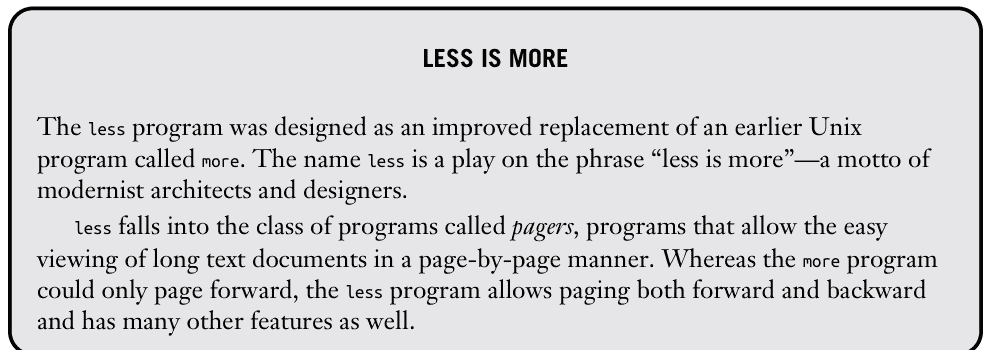 LESS IS MORE
The less program was designed as an improved replacement of an earlier Unix
program called more. The name less is a play on the phrase “less is more”—a motto of
modernist architects and designers.
less falls into the class of programs called pagers, programs that allow the easy
viewing of long text documents in a page-by-page manner. Whereas the more program
could only page forward, the less program allows paging both forward and backward
and has many other features as well.